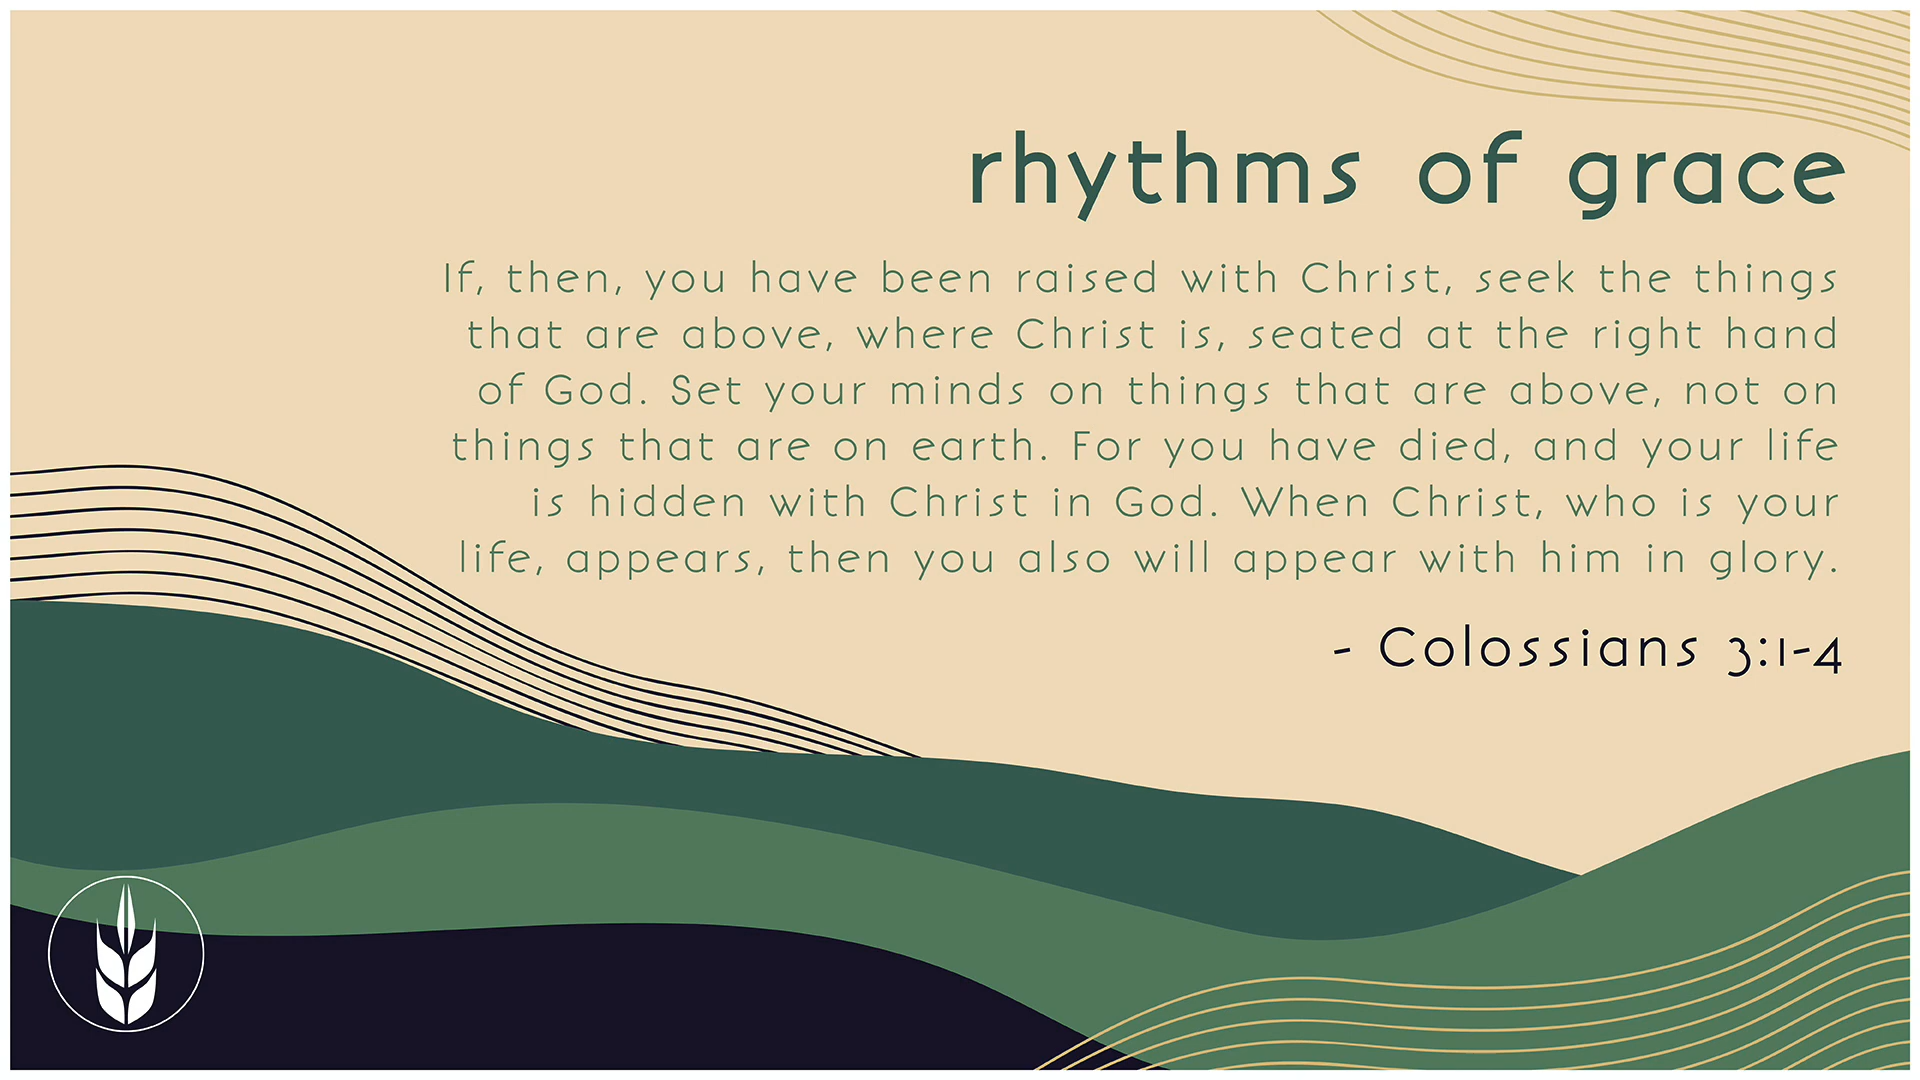 rhythms of grace
If, then, you have been raised with Christ, seek the things
that are above, where Christ is, seated at the right hand
of God. Set your minds on things that are above, not on
things that are on earth. For you have died, and your life
is hidden with Christ in God. When Christ, who is your
life, appears, then you also will appear with him in glory.
- Colossians 3:1-4